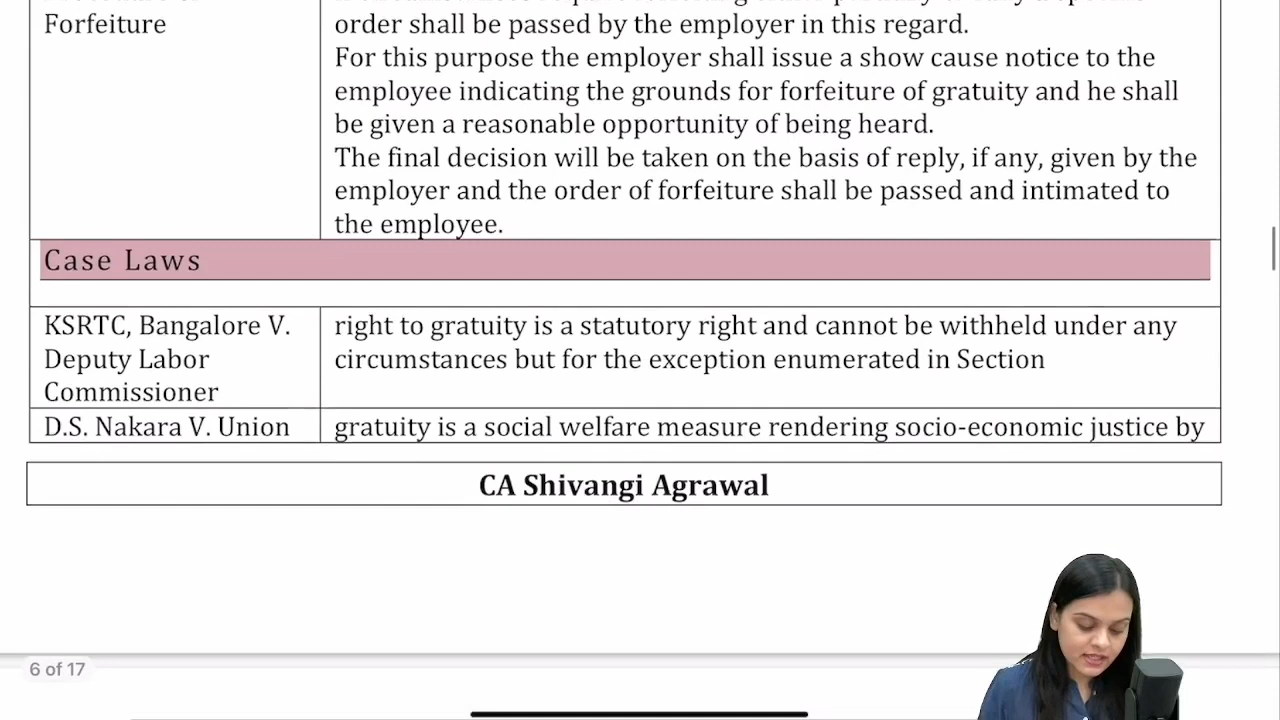 Forfeiture
order shall be passed by the employer in this regard.
For this purpose the employer shall issue a show cause notice to the
employee indicating the grounds for forfeiture of gratuity and he shall
be given a reasonable opportunity of being heard.
The final decision will be taken on the basis of reply, if any, given by the
employer and the order of forfeiture shall be passed and intimated to
the employee.
Case Laws
KSRTC, Bangalore V.
Deputy Labor
Commissioner
right to gratuity is a statutory right and cannot be withheld under any
circumstances but for the exception enumerated in Section
D.S. Nakara V. Union
gratuity is a social welfare measure rendering socio-economic justice by
CA Shivangi Agrawal
6 of 17